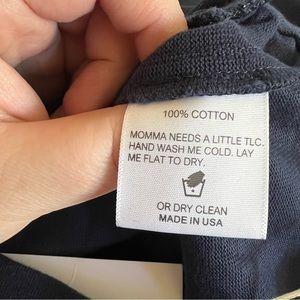 100% COTTON
MOMMA NEEDS A LITTLE TLC.
HAND WASH ME COLD. LAY
ME FLAT TO DRY.
OR DRY CLEAN
MADE IN USA